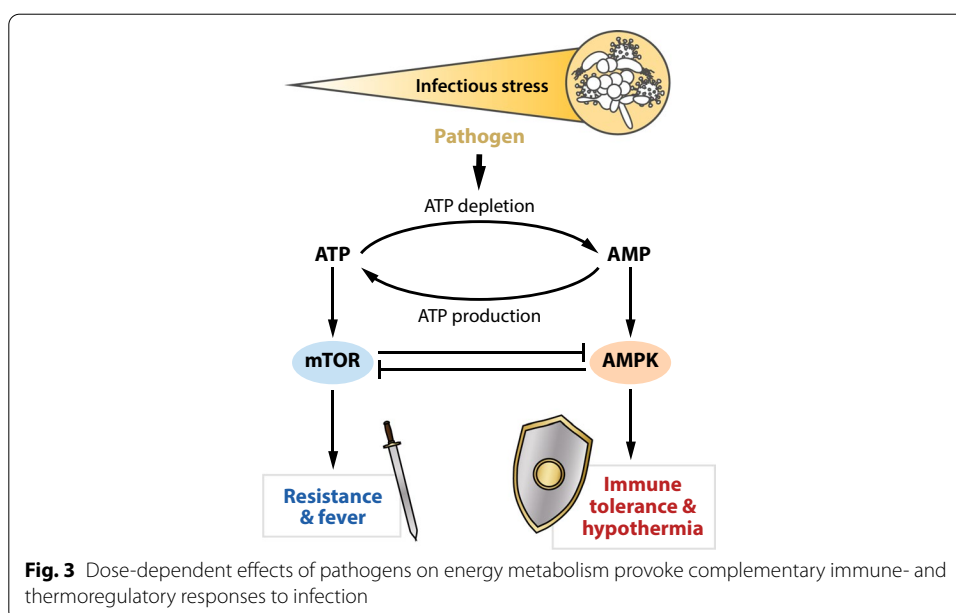 Infectious stress
Pathogen
ATP depletion
ATP
AMP
ATP production
mTOR
AMPK
Resistance
& fever
Immune
tolerance &
hypothermia
Fig. 3 Dose-dependent effects of pathogens on energy metabolism provoke complementary immune- and
thermoregulatory responses to infection